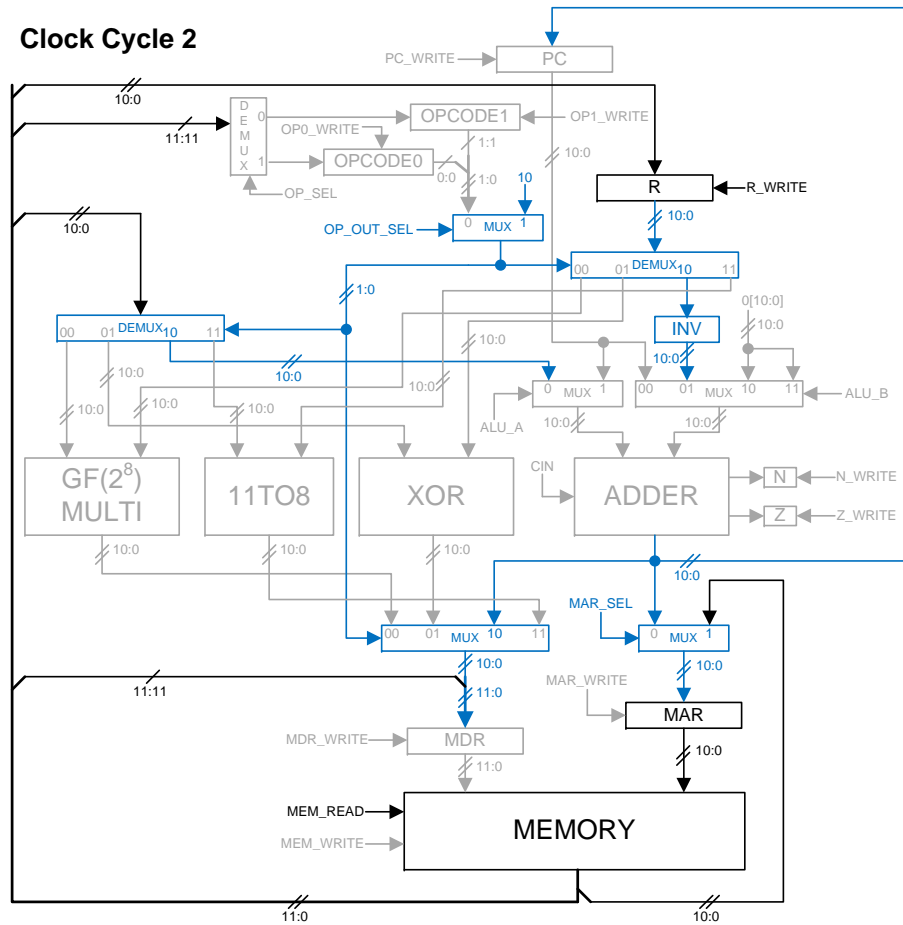 Clock Cycle 2
PC_WRITE
PC
10:0
11:11
DEMUX
0
1
OP_SEL
OP0_WRITE
OPCODE1
OP1_WRITE
OPCODE0
1:1
0:0
1:0
10:0
10
R
R_WRITE
10:0
10:0
OP_OUT_SEL
0 MUX 1
00 01 DEMUX 10 11
1:0
00 01 DEMUX 10 11
INV
0[10:0]
10:0
10:0
10:0
10:0
10:0
10:0
10:0
10:0
10:0
10:0
0 MUX 1
00 01 MUX 10 11
ALU_A
ALU_B
10:0
10:0
GF(2⁸)
MULTI
11TO8
XOR
CIN
ADDER
N
N_WRITE
Z
Z_WRITE
10:0
10:0
10:0
10:0
MAR_SEL
00 01 MUX 10 11
0 MUX 1
10:0
10:0
11:11
11:0
MAR_WRITE
MAR
MDR_WRITE
MDR
11:0
10:0
MEM_READ
MEM_WRITE
MEMORY
11:0
10:0